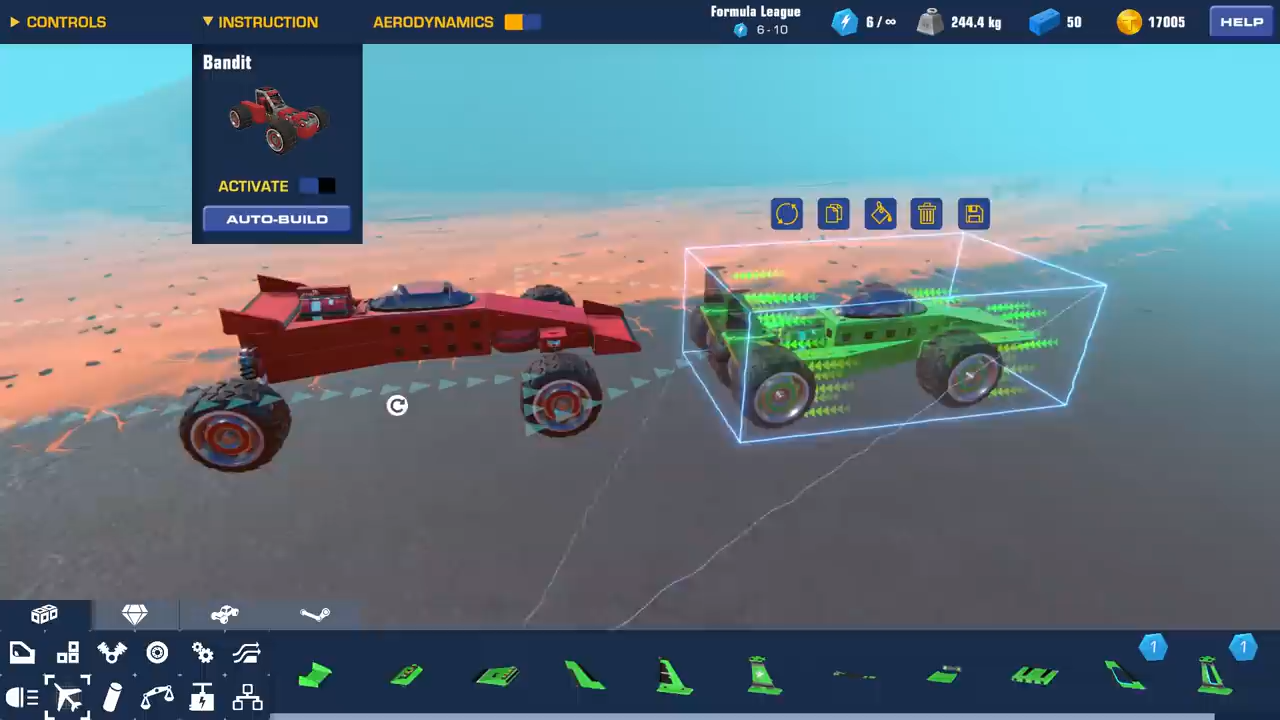 CONTROLS
INSTRUCTION
AERODYNAMICS
Formula League
6 - 10
6 / ∞
244.4 kg
50
17005
HELP
Bandit
ACTIVATE
AUTO-BUILD
C
1
1